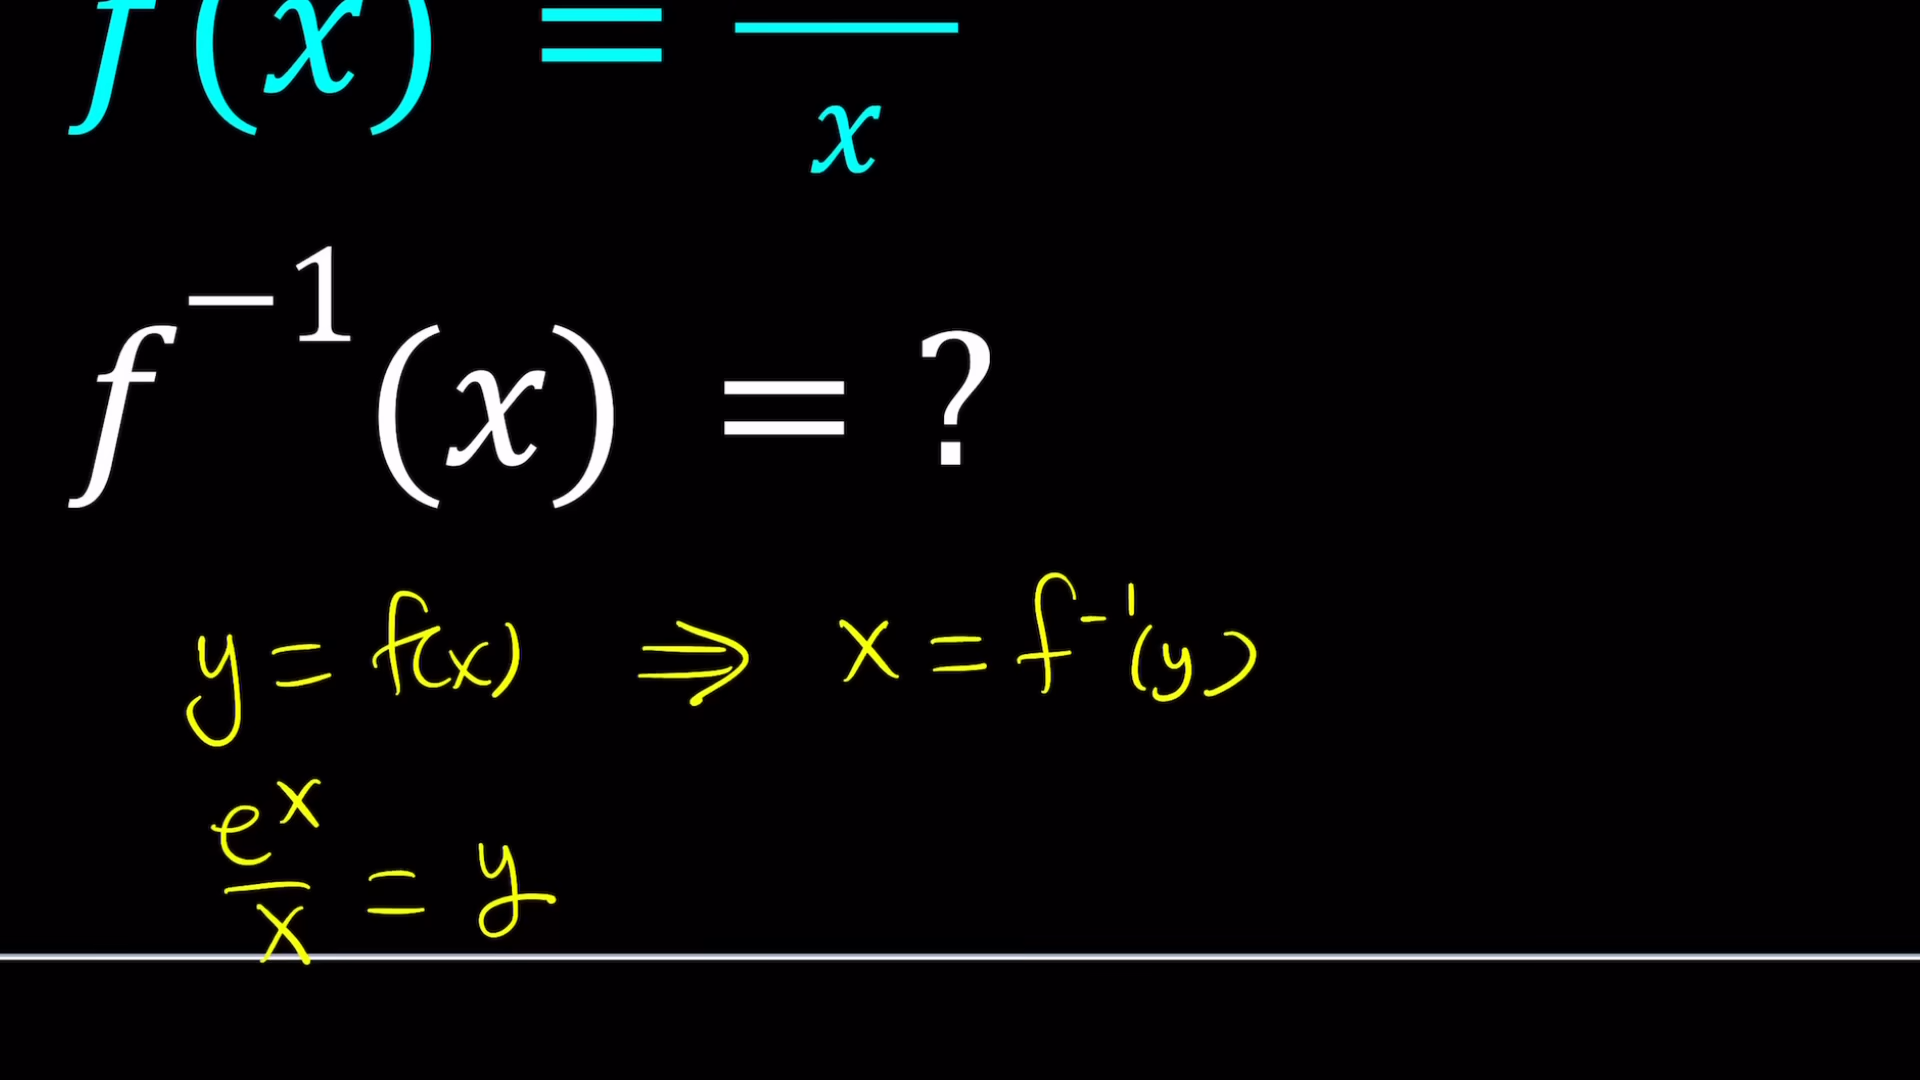 f(x) = —/x
f⁻¹(x) = ?
y = f(x) ⇒ x = f⁻¹(y)
eˣ/x = y